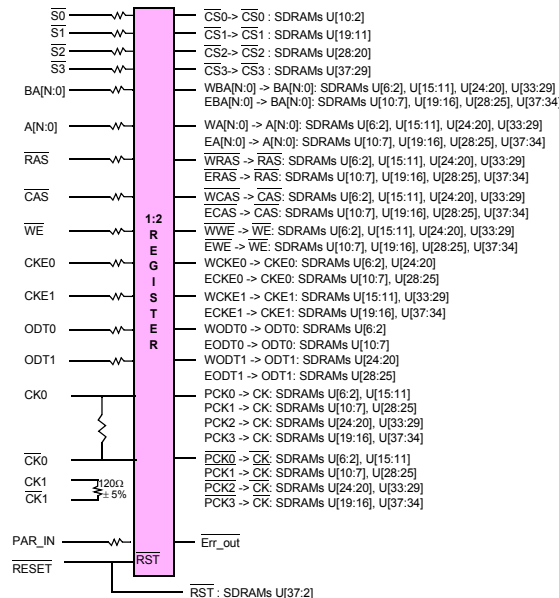 S0
CS0-> CS0 : SDRAMs U[10:2]
S1
CS1-> CS1 : SDRAMs U[19:11]
S2
CS2-> CS2 : SDRAMs U[28:20]
S3
CS3-> CS3 : SDRAMs U[37:29]
BA[N:0]
WBA[N:0] -> BA[N:0]: SDRAMs U[6:2], U[15:11], U[24:20], U[33:29]
EBA[N:0] -> BA[N:0]: SDRAMs U[10:7], U[19:16], U[28:25], U[37:34]
A[N:0]
WA[N:0] -> A[N:0]: SDRAMs U[6:2], U[15:11], U[24:20], U[33:29]
EA[N:0] -> A[N:0]: SDRAMs U[10:7], U[19:16], U[28:25], U[37:34]
RAS
WRAS -> RAS: SDRAMs U[6:2], U[15:11], U[24:20], U[33:29]
ERAS -> RAS: SDRAMs U[10:7], U[19:16], U[28:25], U[37:34]
CAS
WCAS -> CAS: SDRAMs U[6:2], U[15:11], U[24:20], U[33:29]
ECAS -> CAS: SDRAMs U[10:7], U[19:16], U[28:25], U[37:34]
WE
WWE -> WE: SDRAMs U[6:2], U[15:11], U[24:20], U[33:29]
EWE -> WE: SDRAMs U[10:7], U[19:16], U[28:25], U[37:34]
CKE0
WCKE0 -> CKE0: SDRAMs U[6:2], U[24:20]
ECKE0 -> CKE0: SDRAMs U[10:7], U[28:25]
CKE1
WCKE1 -> CKE1: SDRAMs U[15:11], U[33:29]
ECKE1 -> CKE1: SDRAMs U[19:16], U[37:34]
ODT0
WODT0 -> ODT0: SDRAMs U[6:2]
EODT0 -> ODT0: SDRAMs U[10:7]
ODT1
WODT1 -> ODT1: SDRAMs U[24:20]
EODT1 -> ODT1: SDRAMs U[28:25]
1:2
R
E
G
I
S
T
E
R
CK0
PCK0 -> CK: SDRAMs U[6:2], U[15:11]
PCK1 -> CK: SDRAMs U[10:7], U[28:25]
PCK2 -> CK: SDRAMs U[24:20], U[33:29]
PCK3 -> CK: SDRAMs U[19:16], U[37:34]
CK0
PCK0 -> CK: SDRAMs U[6:2], U[15:11]
PCK1 -> CK: SDRAMs U[10:7], U[28:25]
PCK2 -> CK: SDRAMs U[24:20], U[33:29]
PCK3 -> CK: SDRAMs U[19:16], U[37:34]
CK1
120Ω
± 5%
CK1
PAR_IN
Err_out
RESET
RST
RST : SDRAMs U[37:2]